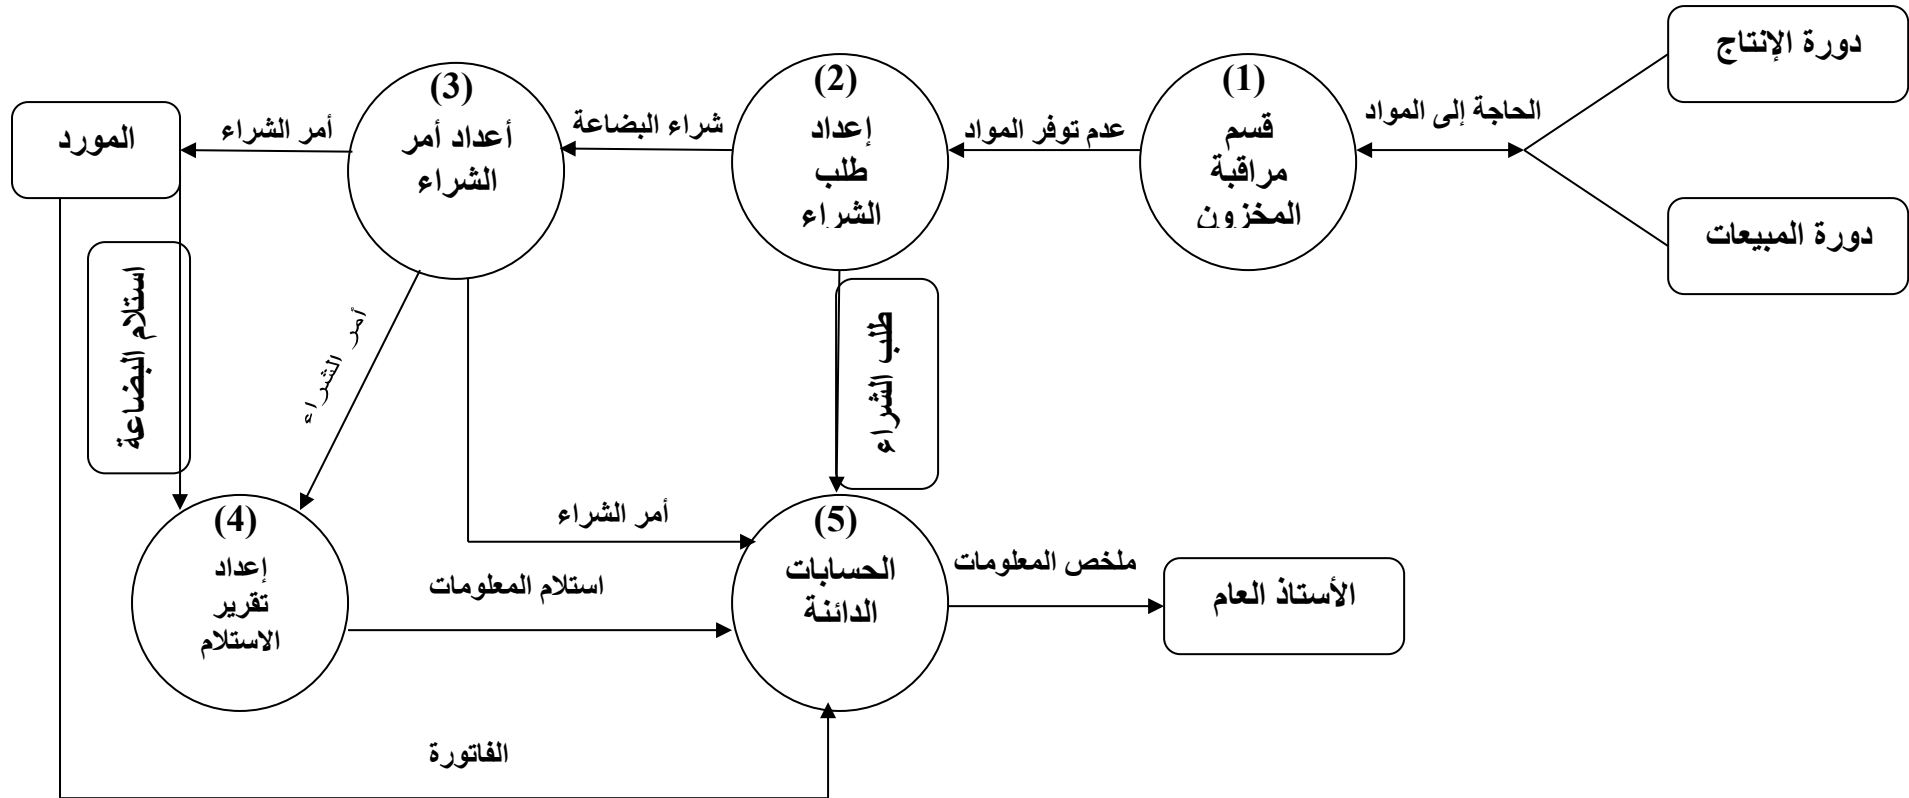 دورة الإنتاج
الحاجة إلى المواد
دورة المبيعات
(1)
قسم
مراقبة
المخزون
عدم توفر المواد
(2)
إعداد
طلب
الشراء
شراء البضاعة
(3)
أعداد أمر
الشراء
أمر الشراء
المورد
استلام البضاعة
أمر الشراء
طلب الشراء
أمر الشراء
(4)
إعداد
تقرير
الاستلام
استلام المعلومات
(5)
الحسابات
الدائنة
ملخص المعلومات
الأستاذ العام
الفاتورة